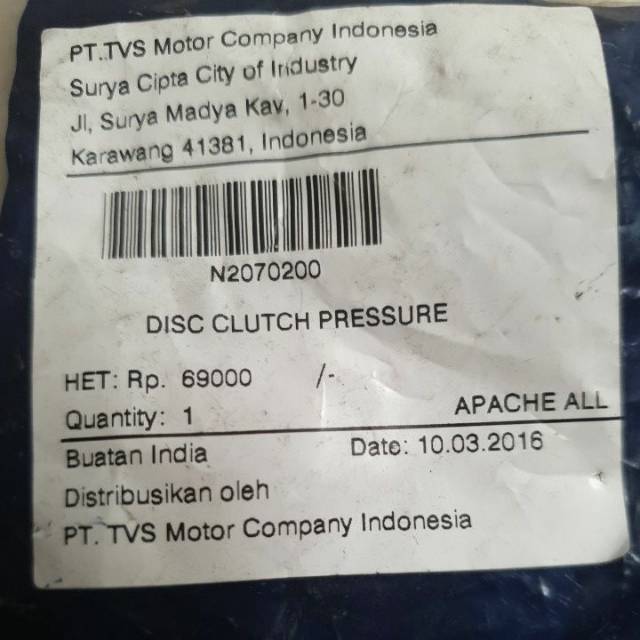 PT..TVS Motor Company Indonesia
Surya Cipta City of Industry
Jl, Surya Madya Kav, 1-30
Karawang 41381, Indonesia
N2070200
DISC CLUTCH PRESSURE
HET: Rp. 69000 /-
Quantity: 1 APACHE ALL
Buatan India Date: 10.03.2016
Distribusikan oleh
PT. TVS Motor Company Indonesia